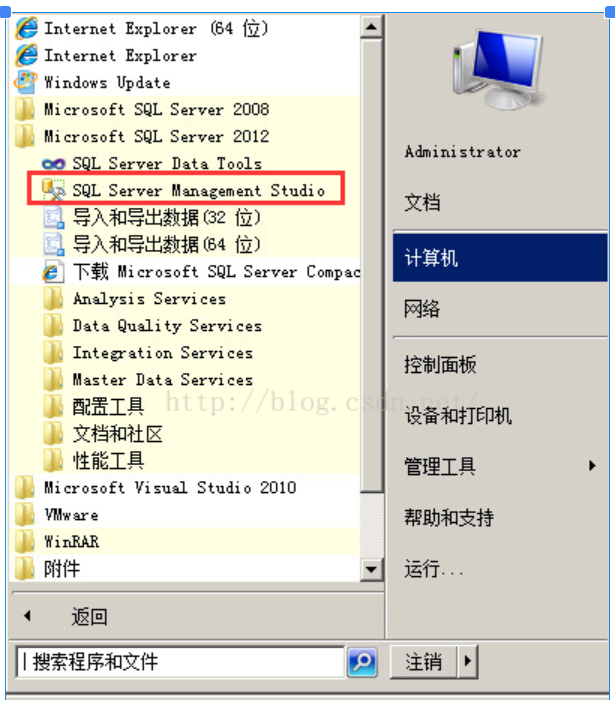 Internet Explorer (64 位)
Internet Explorer
Windows Update
Microsoft SQL Server 2008
Microsoft SQL Server 2012
SQL Server Data Tools
SQL Server Management Studio
导入和导出数据(32 位)
导入和导出数据(64 位)
下载 Microsoft SQL Server Compac
Analysis Services
Data Quality Services
Integration Services
Master Data Services
配置工具
文档和社区
性能工具
Microsoft Visual Studio 2010
VMware
WinRAR
附件
返回
搜索程序和文件
Administrator
文档
计算机
网络
控制面板
设备和打印机
管理工具
帮助和支持
运行...
注销
http://blog.csdn.net/